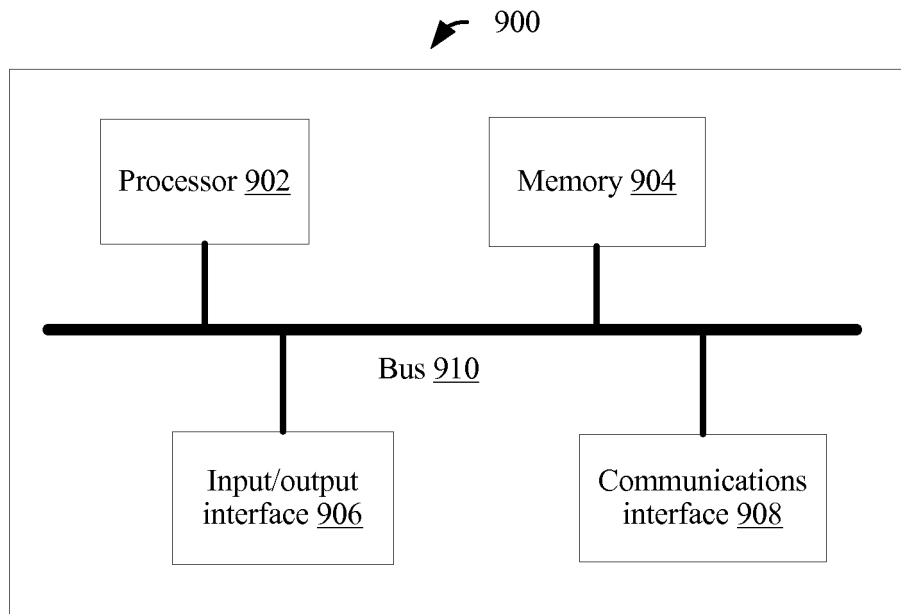 900
Processor 902
Memory 904
Bus 910
Input/output
interface 906
Communications
interface 908